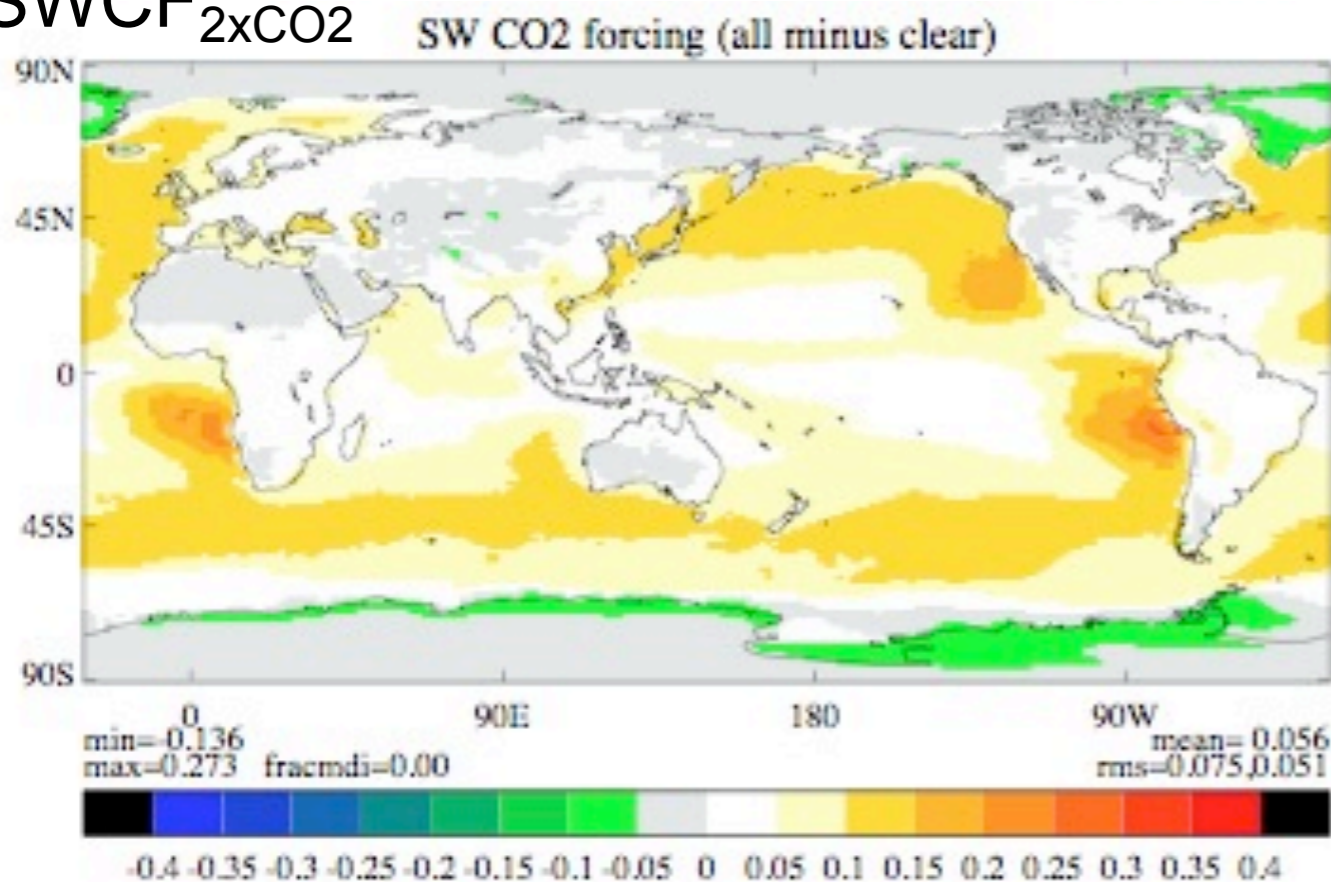 SWCF2xCO2
SW CO2 forcing (all minus clear)
90N
45N
0
45S
90S
0 90E 180 90W
min=-0.136 mean= 0.056
max=0.273 fracmdi=0.00 rms=0.075,0.051
-0.4 -0.35 -0.3 -0.25 -0.2 -0.15 -0.1 -0.05 0 0.05 0.1 0.15 0.2 0.25 0.3 0.35 0.4